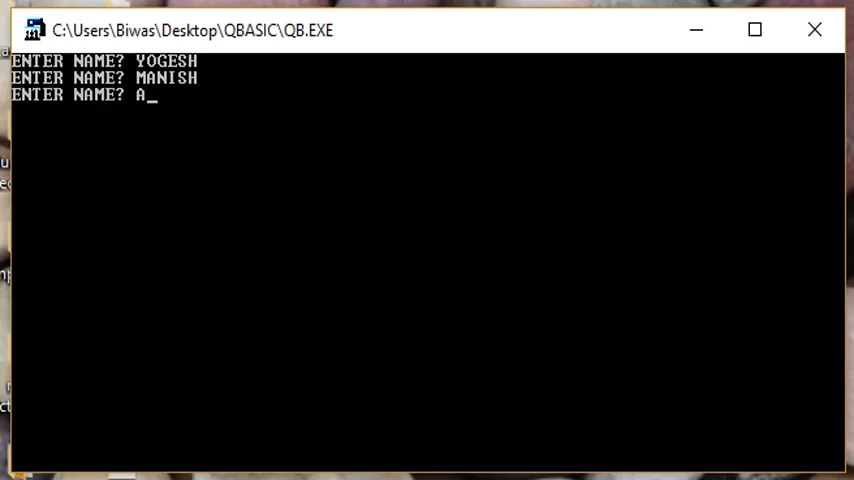 C:\Users\Biwas\Desktop\QBASIC\QB.EXE
ENTER NAME? YOGESH
ENTER NAME? MANISH
ENTER NAME? A_